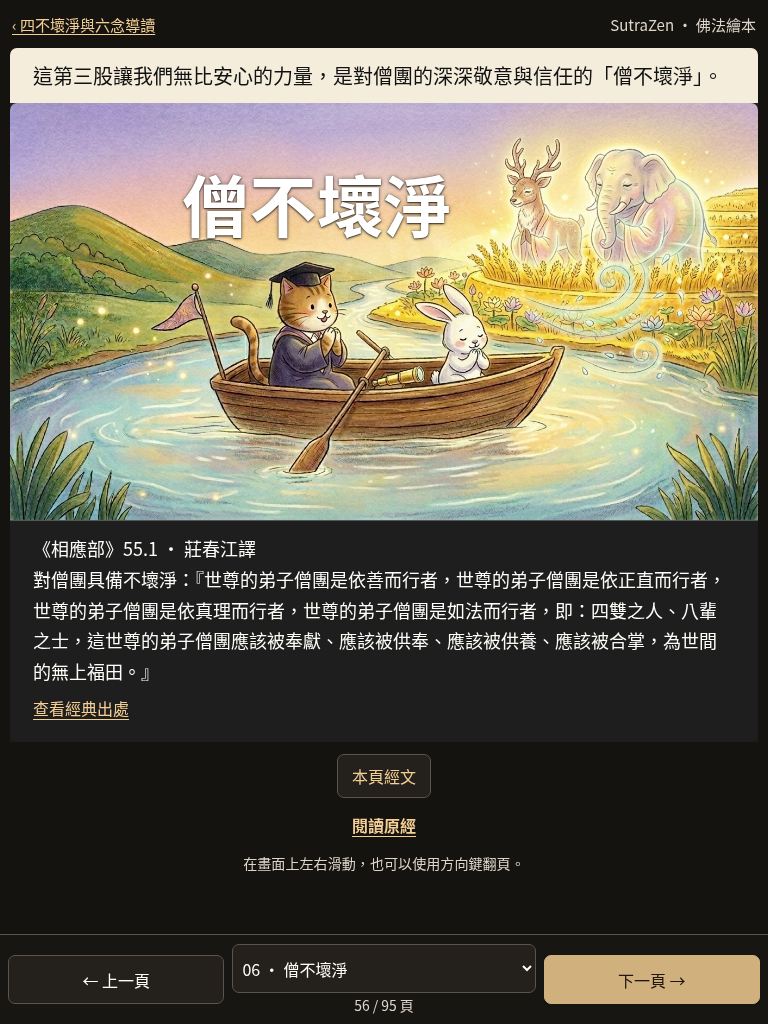 ‹ 四不壞淨與六念導讀
SutraZen · 佛法繪本
這第三股讓我們無比安心的力量，是對僧團的深深敬意與信任的「僧不壞淨」。
僧不壞淨
《相應部》55.1 · 莊春江譯
對僧團具備不壞淨：『世尊的弟子僧團是依善而行者，世尊的弟子僧團是依正直而行者，
世尊的弟子僧團是依真理而行者，世尊的弟子僧團是如法而行者，即：四雙之人、八輩
之士，這世尊的弟子僧團應該被奉獻、應該被供奉、應該被供養、應該被合掌，為世間
的無上福田。』
查看經典出處
本頁經文
閱讀原經
在畫面上左右滑動，也可以使用方向鍵翻頁。
← 上一頁
06 · 僧不壞淨
下一頁 →
56 / 95 頁